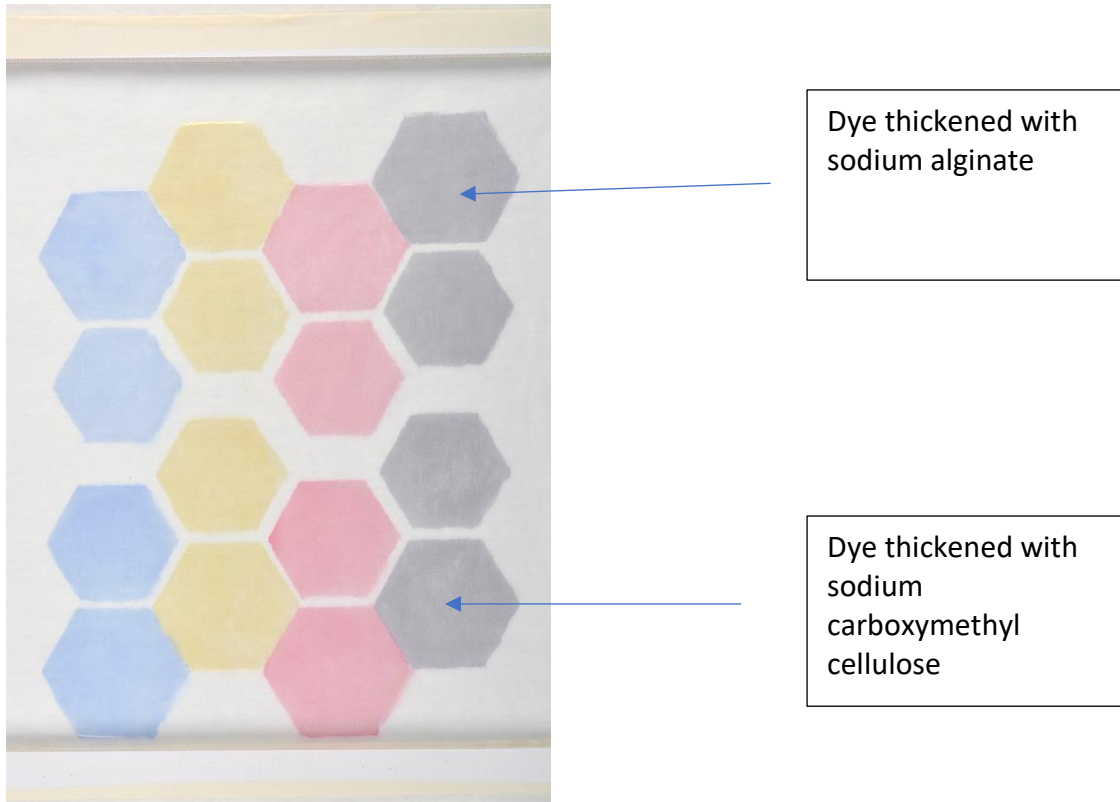 Dye thickened with
sodium alginate
Dye thickened with
sodium
carboxymethyl
cellulose